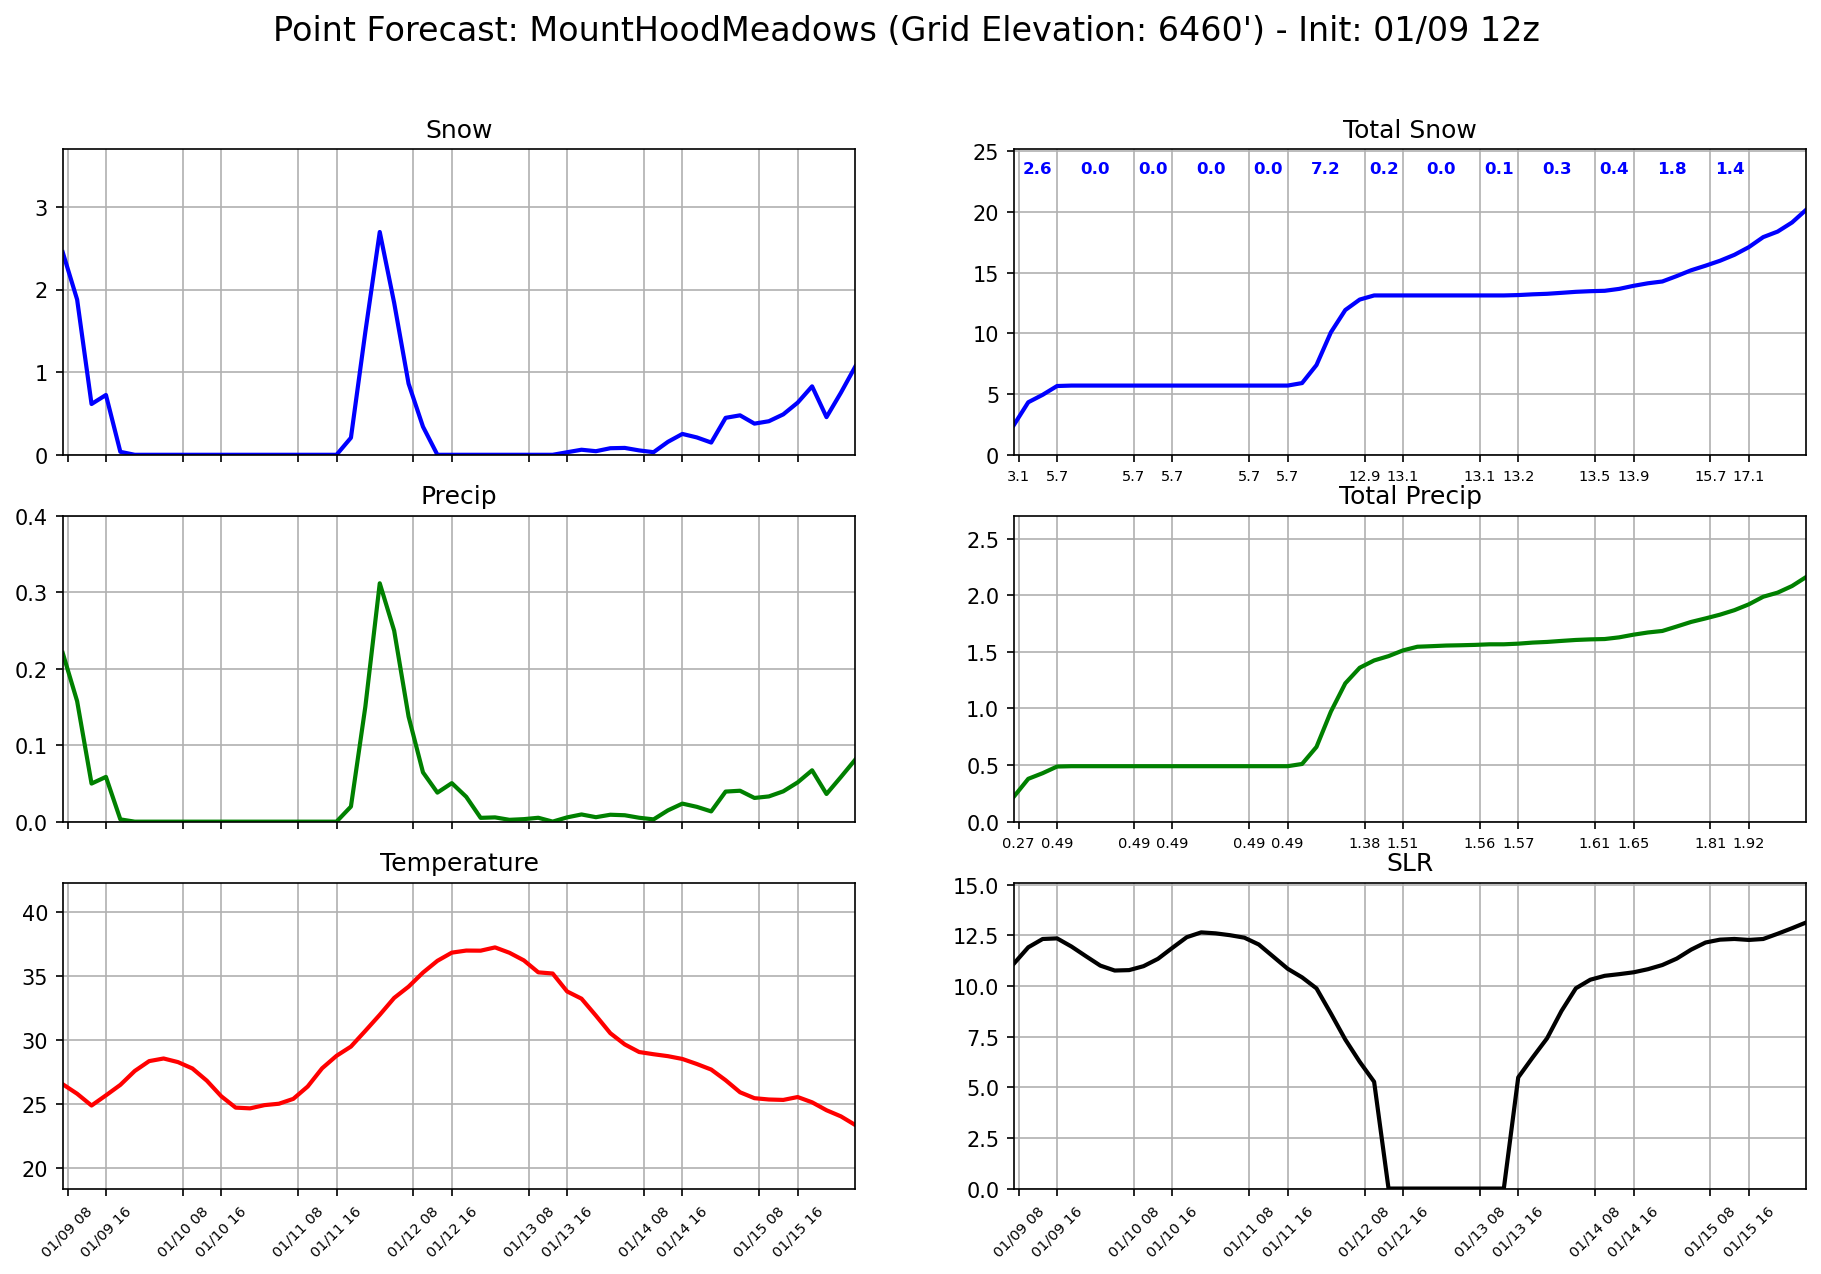 Point Forecast: MountHoodMeadows (Grid Elevation: 6460') - Init: 01/09 12z
Snow
3
2
1
0
Total Snow
25
20
15
10
5
0
2.6 0.0 0.0 0.0 0.0 7.2 0.2 0.0 0.1 0.3 0.4 1.8 1.4
3.1 5.7 5.7 5.7 5.7 5.7 12.9 13.1 13.1 13.2 13.5 13.9 15.7 17.1
Precip
0.4
0.3
0.2
0.1
0.0
Total Precip
2.5
2.0
1.5
1.0
0.5
0.0
0.27 0.49 0.49 0.49 0.49 0.49 1.38 1.51 1.56 1.57 1.61 1.65 1.81 1.92
Temperature
40
35
30
25
20
01/09 08 01/09 16 01/10 08 01/10 16 01/11 08 01/11 16 01/12 08 01/12 16 01/13 08 01/13 16 01/14 08 01/14 16 01/15 08 01/15 16
SLR
15.0
12.5
10.0
7.5
5.0
2.5
0.0
01/09 08 01/09 16 01/10 08 01/10 16 01/11 08 01/11 16 01/12 08 01/12 16 01/13 08 01/13 16 01/14 08 01/14 16 01/15 08 01/15 16